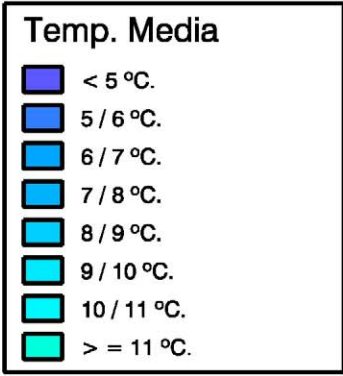 Temp. Media
< 5 ºC.
5 / 6 ºC.
6 / 7 ºC.
7 / 8 ºC.
8 / 9 ºC.
9 / 10 ºC.
10 / 11 ºC.
> = 11 ºC.